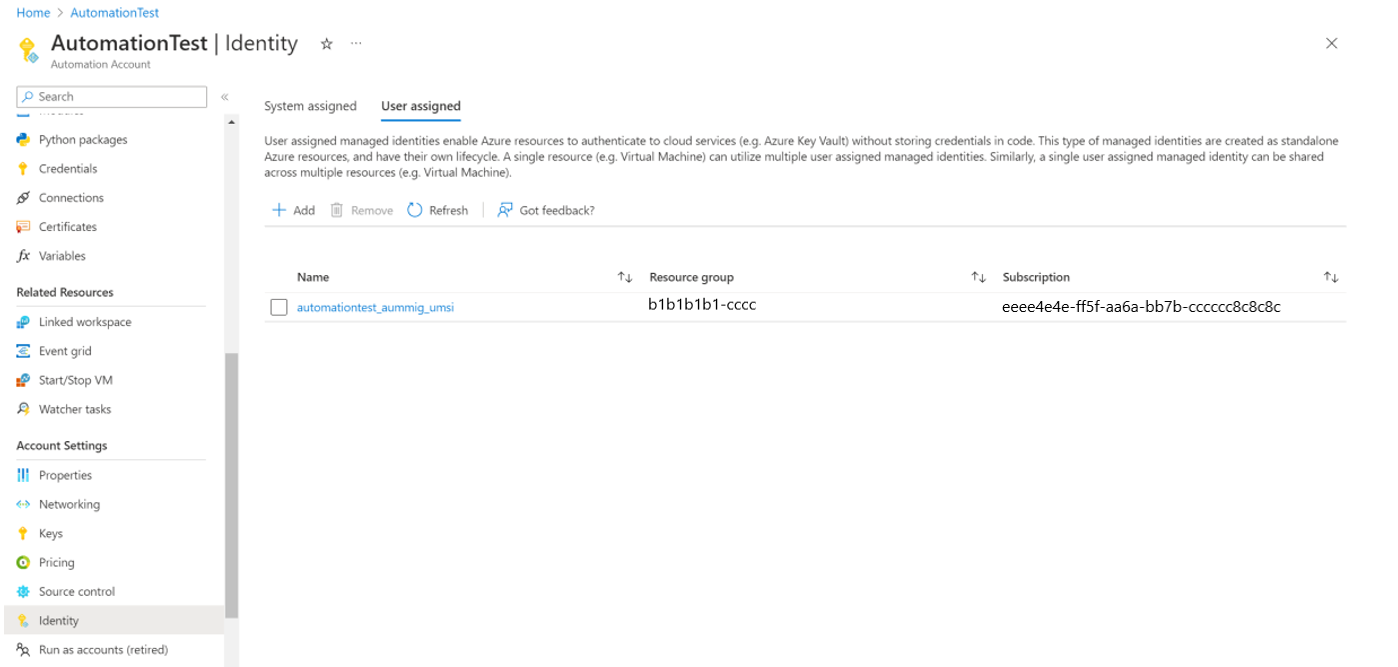 Home > AutomationTest
AutomationTest | Identity
Automation Account
Search
Python packages
Credentials
Connections
Certificates
Variables
Related Resources
Linked workspace
Event grid
Start/Stop VM
Watcher tasks
Account Settings
Properties
Networking
Keys
Pricing
Source control
Identity
Run as accounts (retired)
System assigned User assigned
User assigned managed identities enable Azure resources to authenticate to cloud services (e.g. Azure Key Vault) without storing credentials in code. This type of managed identities are created as standalone
Azure resources, and have their own lifecycle. A single resource (e.g. Virtual Machine) can utilize multiple user assigned managed identities. Similarly, a single user assigned managed identity can be shared
across multiple resources (e.g. Virtual Machine).
Add Remove Refresh Got feedback?
Name Resource group Subscription
automationtest_aummig_umsi b1b1b1b1-cccc eeee4e4e-ff5f-aa6a-bb7b-cccccc8c8c8c